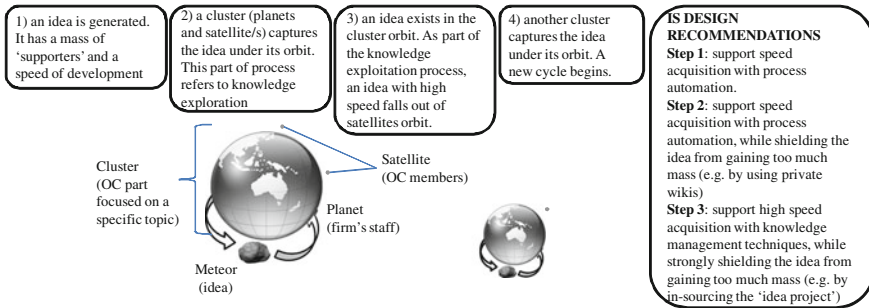 1) an idea is generated.
It has a mass of
‘supporters’ and a
speed of development
2) a cluster (planets
and satellite/s) captures
the idea under its orbit.
This part of process
refers to knowledge
exploration
3) an idea exists in the
cluster orbit. As part of
the knowledge
exploitation process,
an idea with high
speed falls out of
satellites orbit.
4) another cluster
captures the idea
under its orbit. A
new cycle begins.
IS DESIGN
RECOMMENDATIONS
Step 1: support speed
acquisition with process
automation.
Step 2: support speed
acquisition with process
automation, while shielding the
idea from gaining too much
mass (e.g. by using private
wikis)
Step 3: support high speed
acquisition with knowledge
management techniques, while
strongly shielding the idea from
gaining too much mass (e.g. by
in-sourcing the ‘idea project’)
Cluster
(OC part
focused on a
specific topic)
Satellite
(OC members)
Planet
(firm’s staff)
Meteor
(idea)